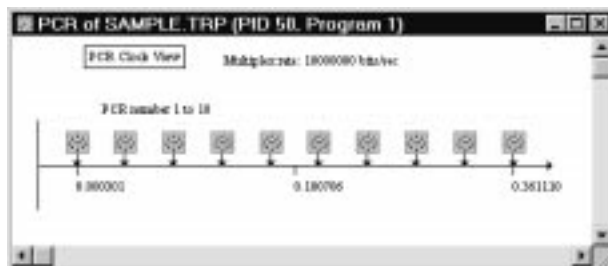 PCR of SAMPLE.TRP (PID 50, Program 1)
PCR Clock View
Multiplex rate: 10000000 bits/sec
PCR number 1 to 10
0.000301
0.180706
0.361130